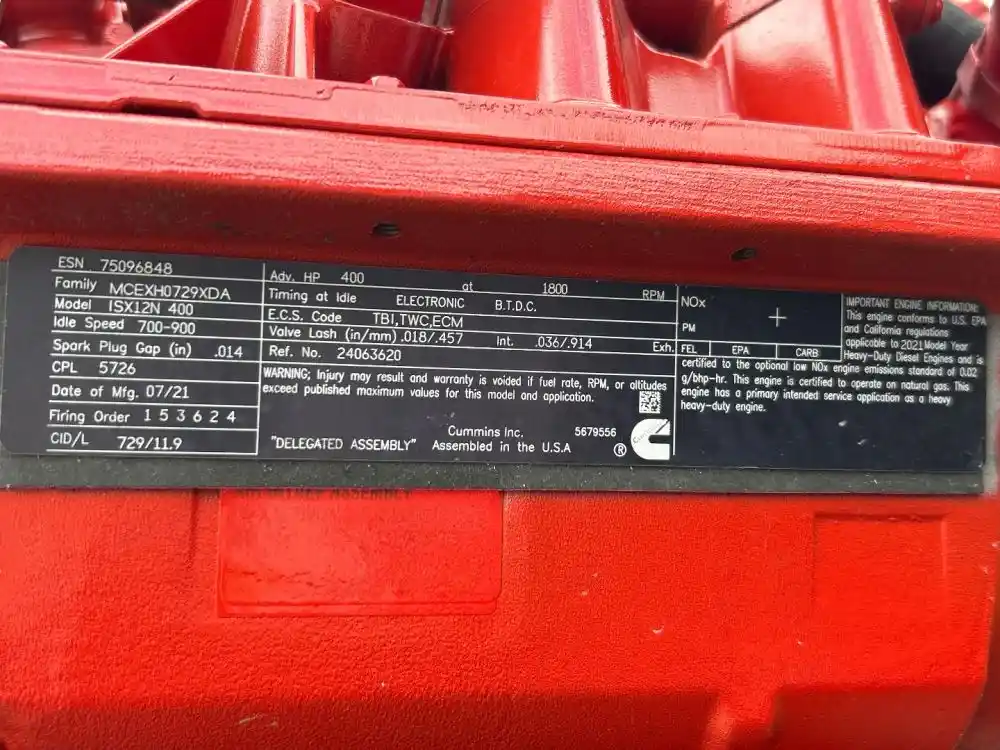 ESN 75096848
Family MCEXH0729XDA
Model ISX12N 400
Idle Speed 700-900
Spark Plug Gap (in) .014
CPL 5726
Date of Mfg. 07/21
Firing Order 1 5 3 6 2 4
CID/L 729/11.9
Adv. HP 400 at 1800 RPM
Timing at Idle ELECTRONIC B.T.D.C.
E.C.S. Code TBI,TWC,ECM
Valve Lash (in/mm) .018/.457 Int. .036/.914 Exh.
Ref. No. 24063620
WARNING; Injury may result and warranty is voided if fuel rate, RPM, or altitudes
exceed published maximum values for this model and application.
Cummins Inc. 5679556
"DELEGATED ASSEMBLY" Assembled in the U.S.A ®
NOx
PM
FEL EPA CARB
IMPORTANT ENGINE INFORMATION:
This engine conforms to U.S. EPA
and California regulations
applicable to 2021 Model Year
Heavy-Duty Diesel Engines and is
certified to the optional low NOx engine emissions standard of 0.02
g/bhp-hr. This engine is certified to operate on natural gas. This
engine has a primary intended service application as a heavy
heavy-duty engine.